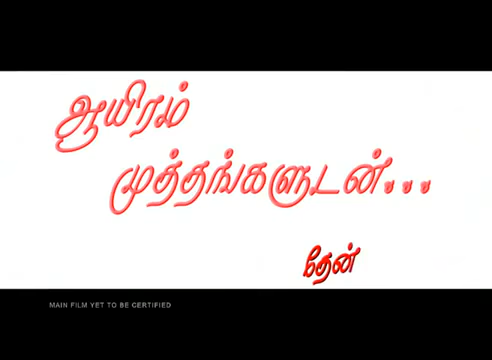 ஆயிரம்
முத்தங்களுடன்...
தேன்
MAIN FILM YET TO BE CERTIFIED